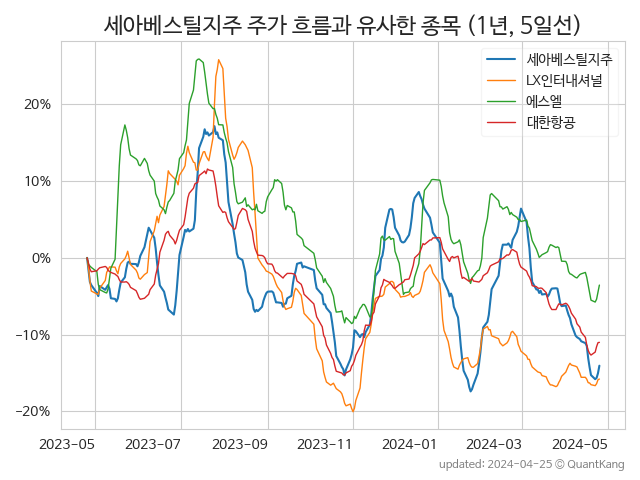 세아베스틸지주 주가 흐름과 유사한 종목 (1년, 5일선)
세아베스틸지주
LX인터내셔널
에스엘
대한항공
20%
10%
0%
−10%
−20%
2023-05 2023-07 2023-09 2023-11 2024-01 2024-03 2024-05
updated: 2024-04-25 © QuantKang